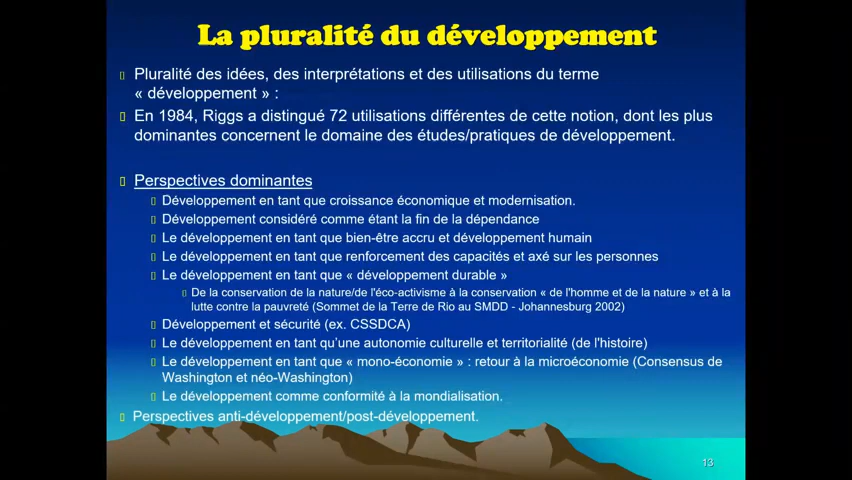 La pluralité du développement
Pluralité des idées, des interprétations et des utilisations du terme
« développement » :
En 1984, Riggs a distingué 72 utilisations différentes de cette notion, dont les plus
dominantes concernent le domaine des études/pratiques de développement.
Perspectives dominantes
Développement en tant que croissance économique et modernisation.
Développement considéré comme étant la fin de la dépendance
Le développement en tant que bien-être accru et développement humain
Le développement en tant que renforcement des capacités et axé sur les personnes
Le développement en tant que « développement durable »
De la conservation de la nature/de l'éco-activisme à la conservation « de l'homme et de la nature » et à la
lutte contre la pauvreté (Sommet de la Terre de Rio au SMDD - Johannesburg 2002)
Développement et sécurité (ex. CSSDCA)
Le développement en tant qu'une autonomie culturelle et territorialité (de l'histoire)
Le développement en tant que « mono-économie » : retour à la microéconomie (Consensus de
Washington et néo-Washington)
Le développement comme conformité à la mondialisation.
Perspectives anti-développement/post-développement.
13